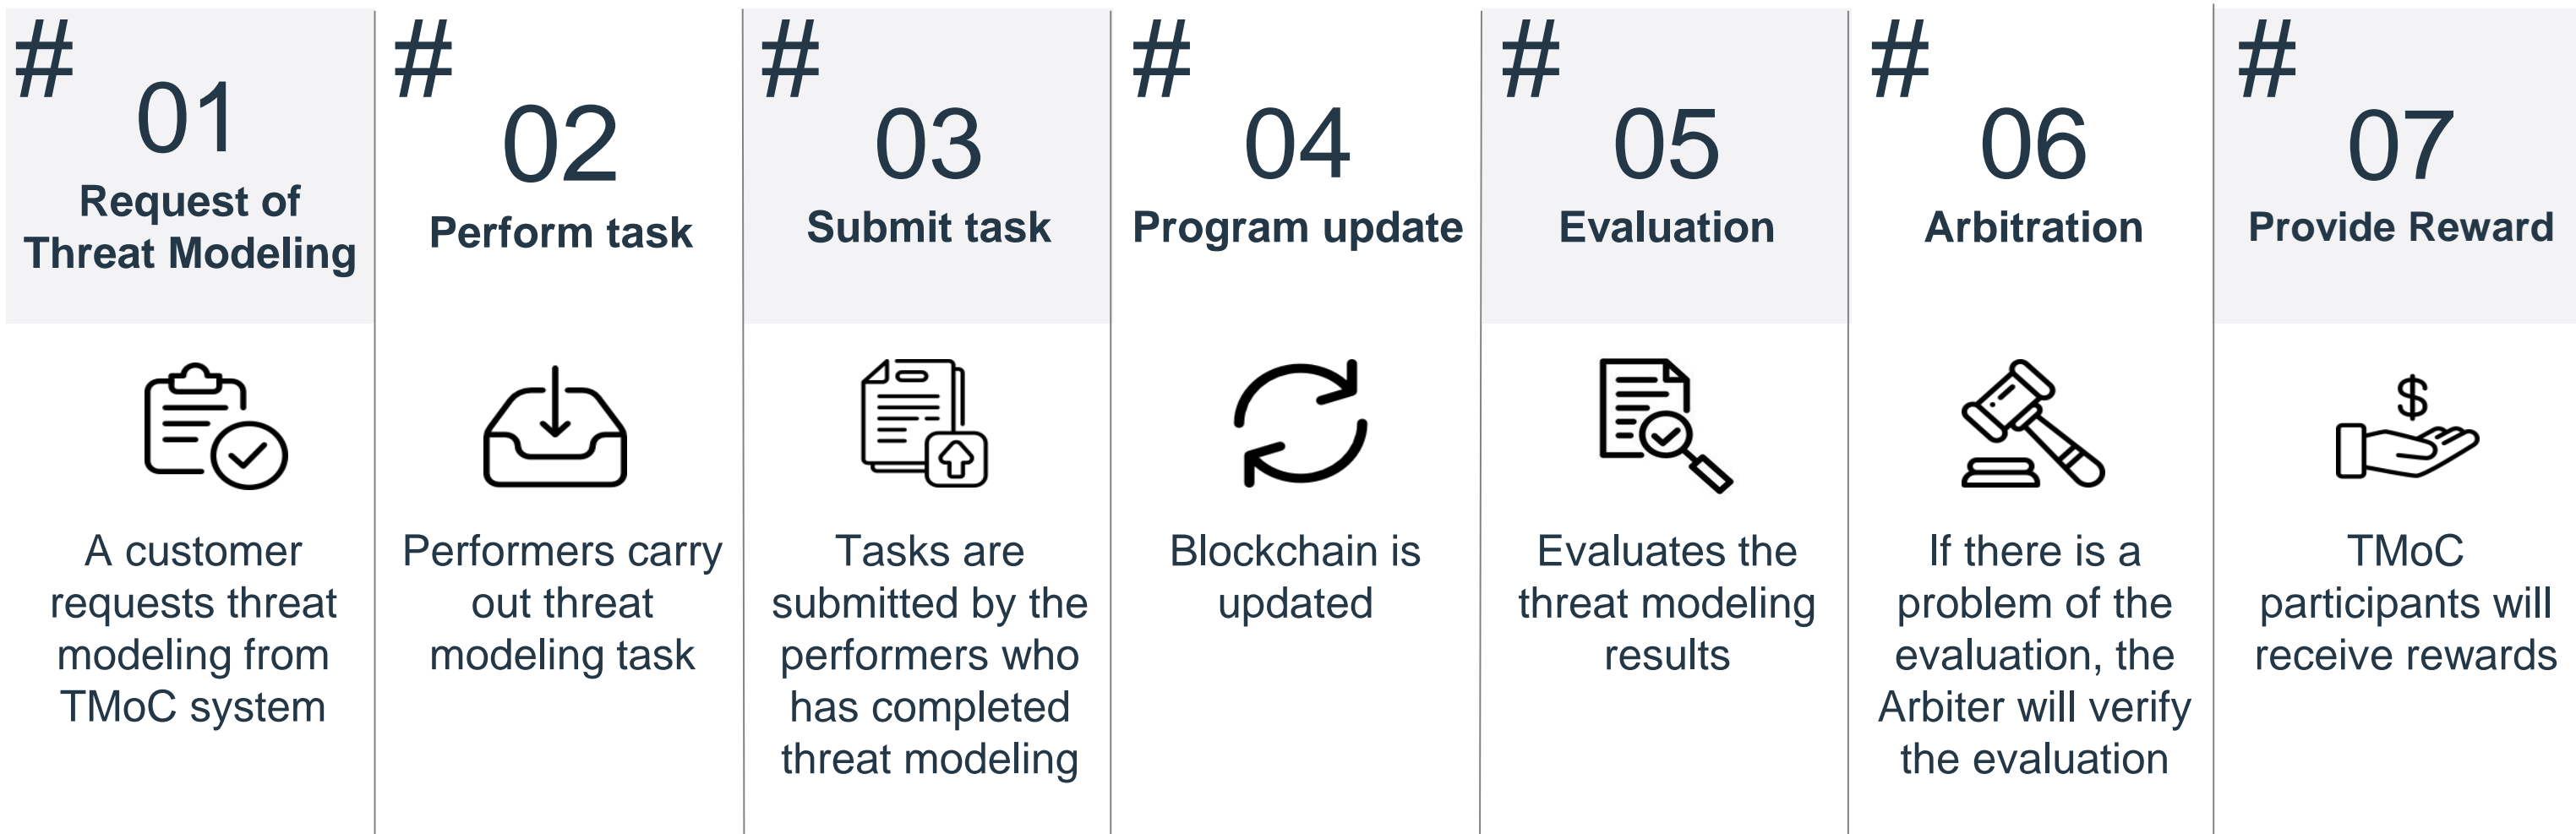 #
01
Request of
Threat Modeling
A customer
requests threat
modeling from
TMoC system
#
02
Perform task
Performers carry
out threat
modeling task
#
03
Submit task
Tasks are
submitted by the
performers who
has completed
threat modeling
#
04
Program update
Blockchain is
updated
#
05
Evaluation
Evaluates the
threat modeling
results
#
06
Arbitration
If there is a
problem of the
evaluation, the
Arbiter will verify
the evaluation
#
07
Provide Reward
$
TMoC
participants will
receive rewards